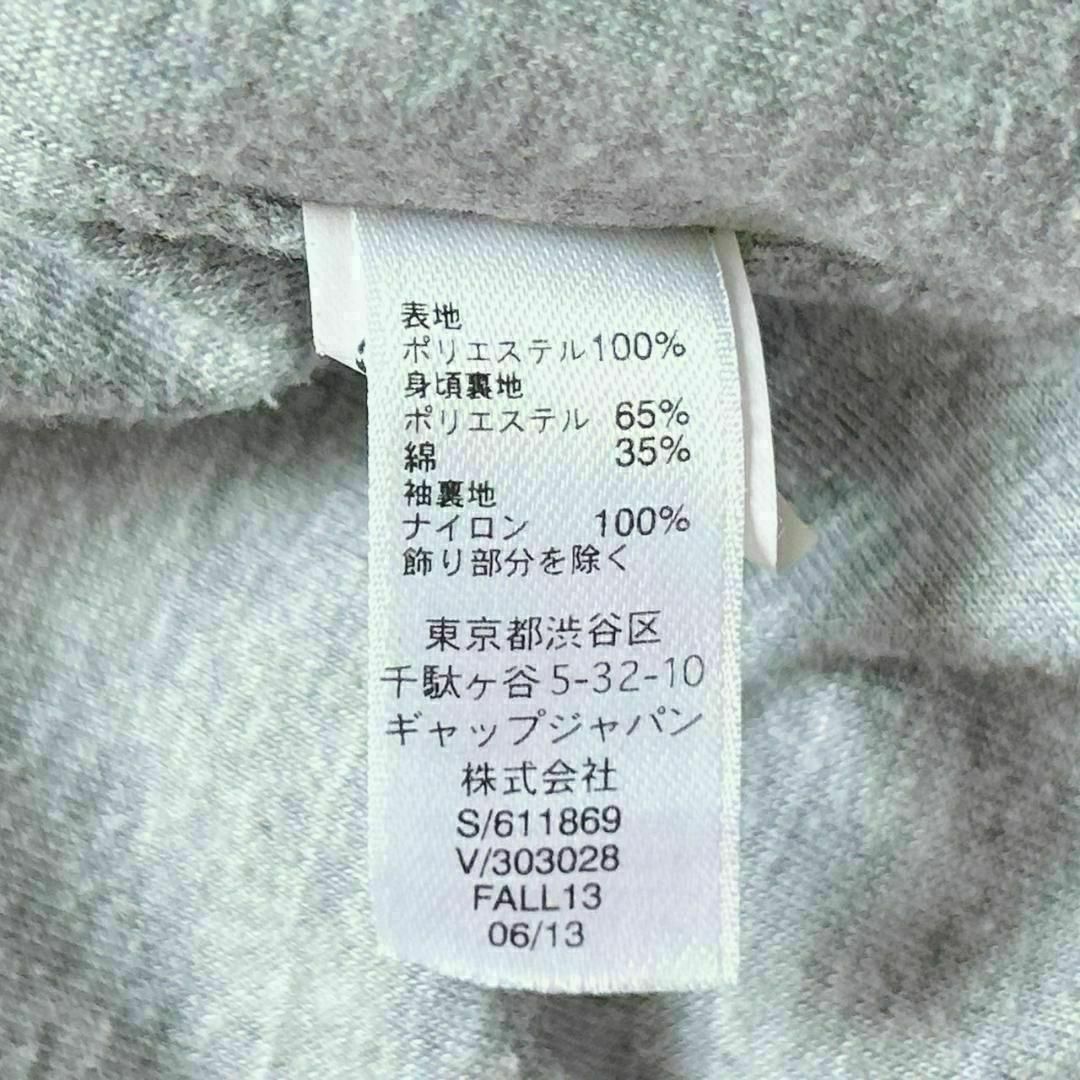 表地
ポリエステル100%
身頃裏地
ポリエステル 65%
綿 35%
袖裏地
ナイロン 100%
飾り部分を除く
東京都渋谷区
千駄ヶ谷5-32-10
ギャップジャパン
株式会社
S/611869
V/303028
FALL13
06/13